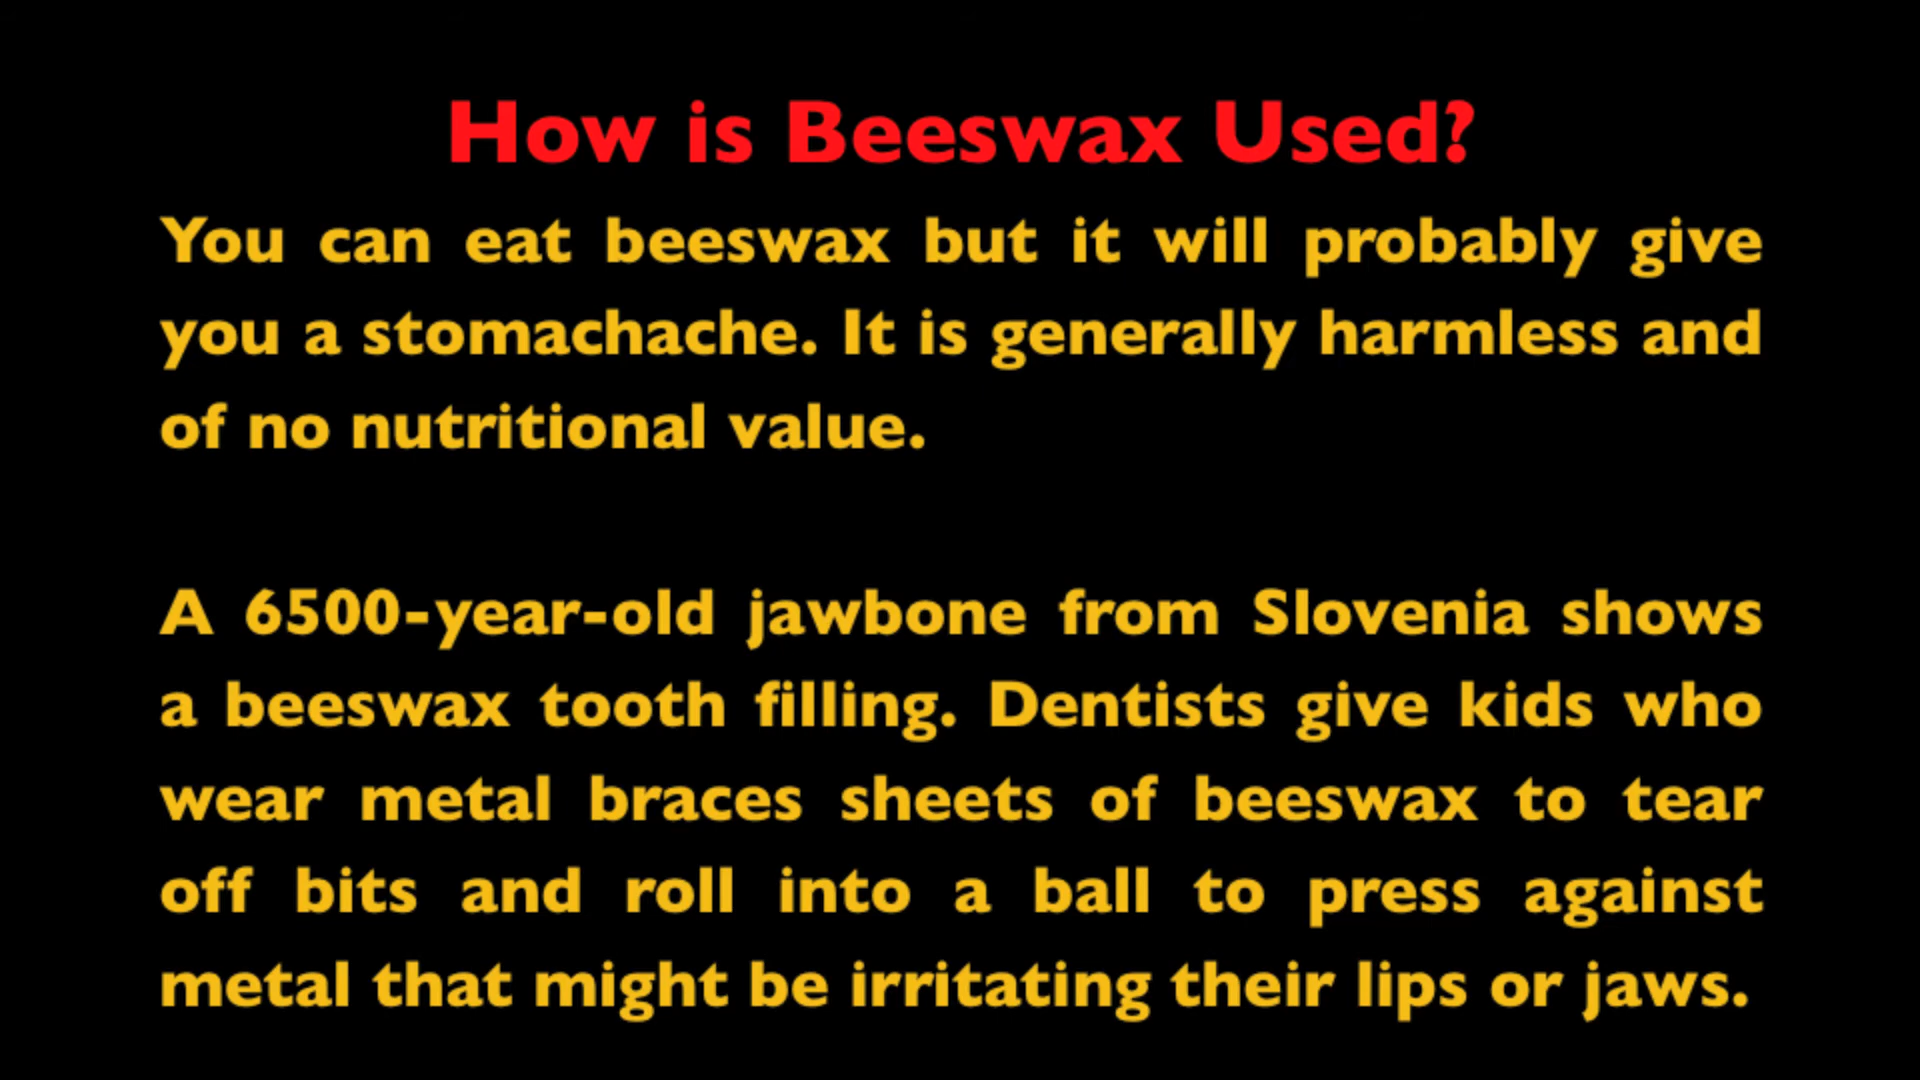 How is Beeswax Used?
You can eat beeswax but it will probably give
you a stomachache. It is generally harmless and
of no nutritional value.
A 6500-year-old jawbone from Slovenia shows
a beeswax tooth filling. Dentists give kids who
wear metal braces sheets of beeswax to tear
off bits and roll into a ball to press against
metal that might be irritating their lips or jaws.